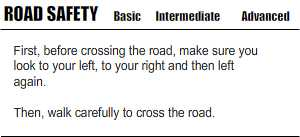 ROAD SAFETY Basic Intermediate Advanced
First, before crossing the road, make sure you
look to your left, to your right and then left
again.
Then, walk carefully to cross the road.